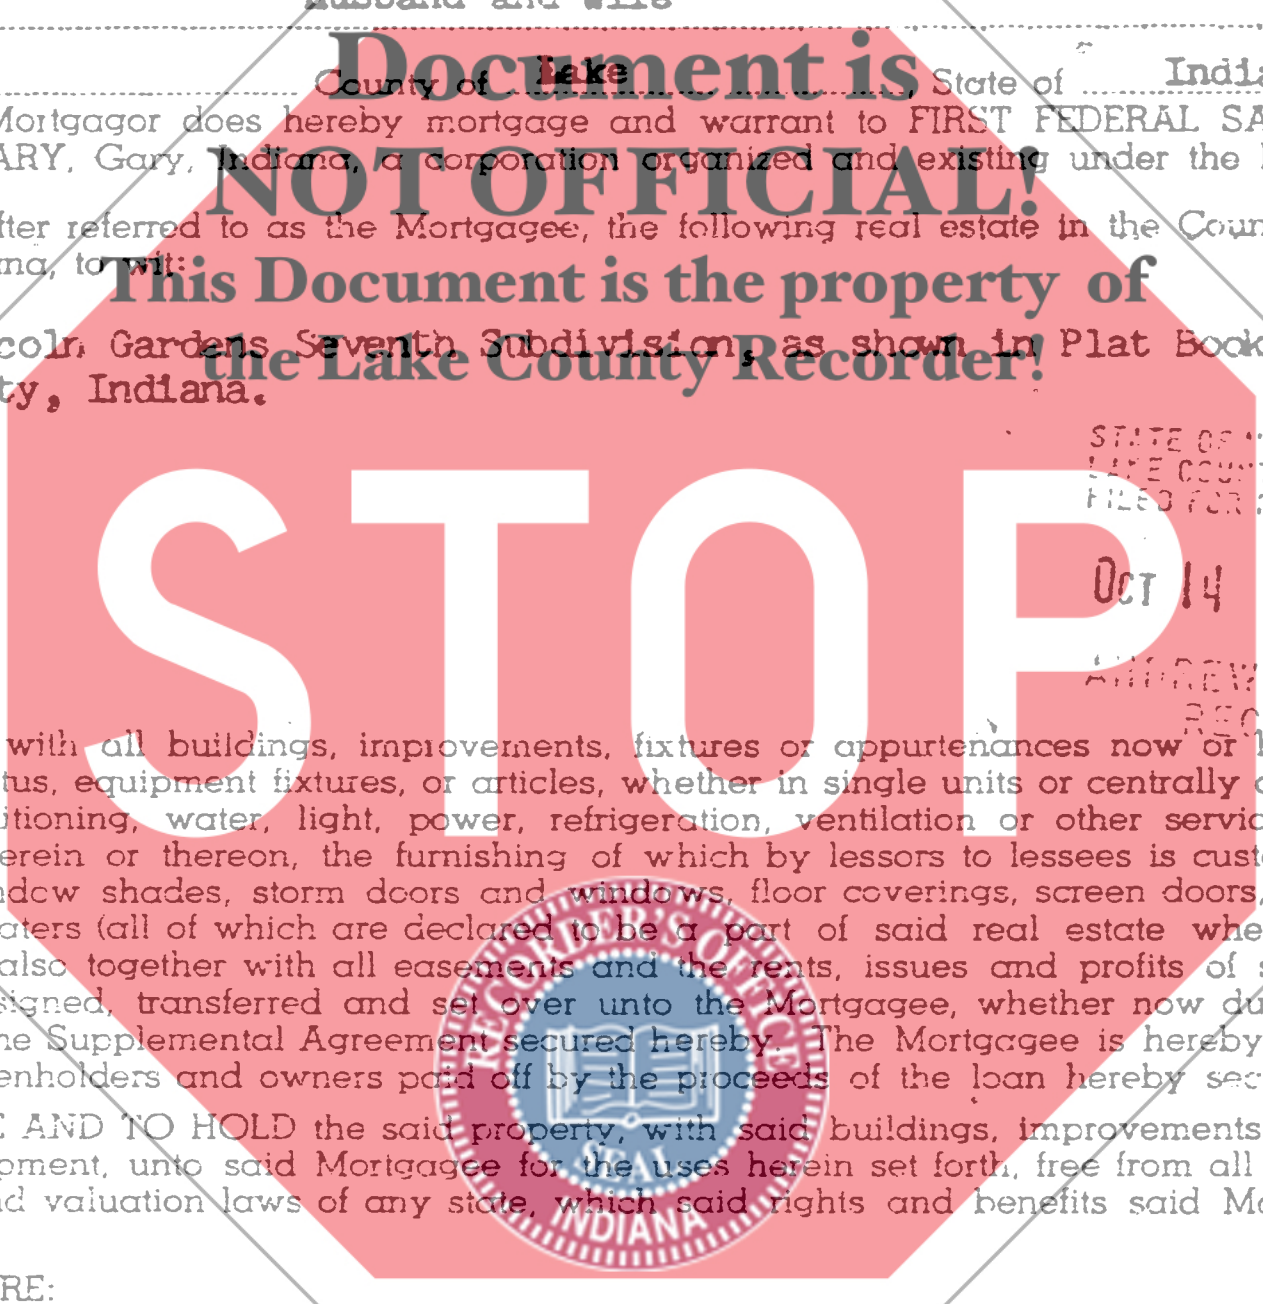 Husband and Wife
Document is
County of Lake, State of India
Mortgagor does hereby mortgage and warrant to FIRST FEDERAL SA
ARY, Gary, Indiana, a corporation organized and existing under the
NOT OFFICIAL!
fter referred to as the Mortgagee, the following real estate in the Coun
na, to wit:
This Document is the property of
coln Gardens Seventh Subdivision, as shown in Plat Book
the Lake County Recorder!
ty, Indiana.
STATE OF
LAKE COUNT
FILED FOR
STOP
OCT 14
ANDREW
REC
with all buildings, improvements, fixtures or appurtenances now or
tus, equipment fixtures, or articles, whether in single units or centrally
itioning, water, light, power, refrigeration, ventilation or other servic
erein or thereon, the furnishing of which by lessors to lessees is cust
ndow shades, storm doors and windows, floor coverings, screen doors,
aters (all of which are declared to be a part of said real estate whe
also together with all easements and the rents, issues and profits of s
signed, transferred and set over unto the Mortgagee, whether now du
he Supplemental Agreement secured hereby. The Mortgagee is hereby
enholders and owners paid off by the proceeds of the loan hereby sec
E AND TO HOLD the said property, with said buildings, improvements
pment, unto said Mortgagee for the uses herein set forth, free from all
nd valuation laws of any state, which said rights and benefits said Mo
RECORDER'S OFFICE
SEAL
INDIANA
RE: